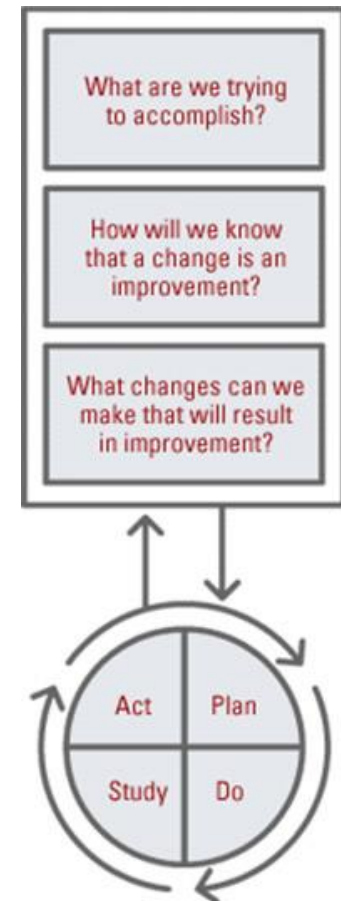 What are we trying
to accomplish?
How will we know
that a change is an
improvement?
What changes can we
make that will result
in improvement?
Act
Plan
Study
Do